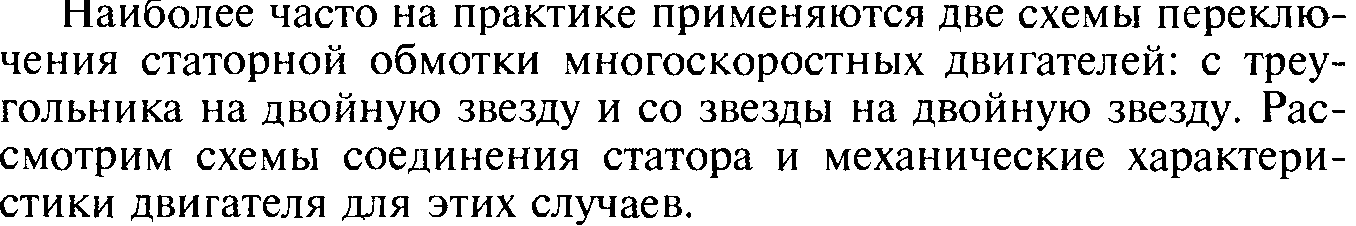 Наиболее часто на практике применяются две схемы переклю-
чения статорной обмотки многоскоростных двигателей: с треу-
гольника на двойную звезду и со звезды на двойную звезду. Рас-
смотрим схемы соединения статора и механические характери-
стики двигателя для этих случаев.